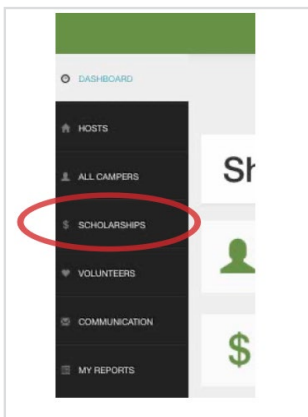 DASHBOARD
HOSTS
ALL CAMPERS
Sh
$ SCHOLARSHIPS
VOLUNTEERS
COMMUNICATION
$
MY REPORTS